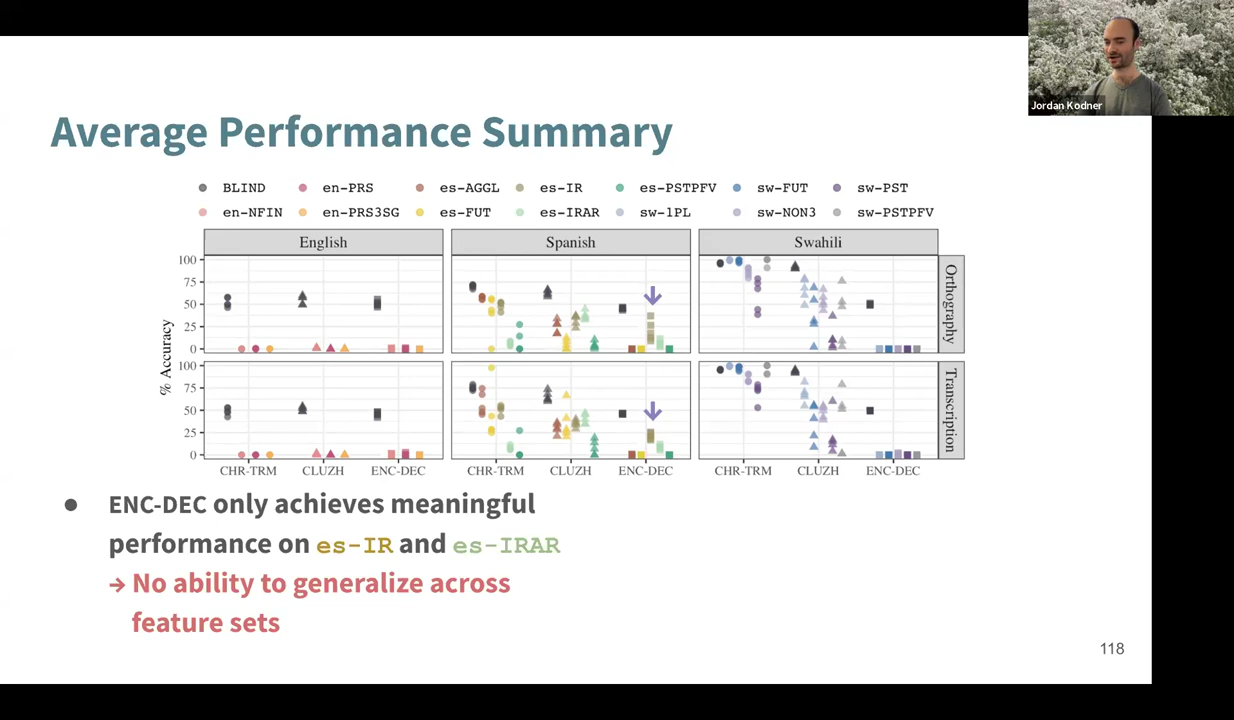 Jordan Kodner
Average Performance Summary
BLIND en-PRS es-AGGL es-IR es-PSTPFV sw-FUT sw-PST
en-NFIN en-PRS3SG es-FUT es-IRAR sw-1PL sw-NON3 sw-PSTPFV
English Spanish Swahili
% Accuracy
100
75
50
25
0
Orthography
100
75
50
25
0
Transcription
CHR-TRM CLUZH ENC-DEC CHR-TRM CLUZH ENC-DEC CHR-TRM CLUZH ENC-DEC
● ENC-DEC only achieves meaningful
performance on es-IR and es-IRAR
→ No ability to generalize across
feature sets
118